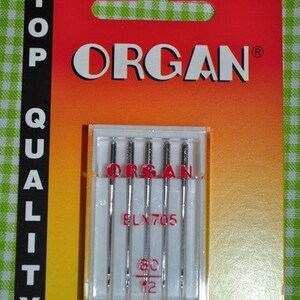 TOP QUALITY
ORGAN®
ORGAN
ELX705
80
12